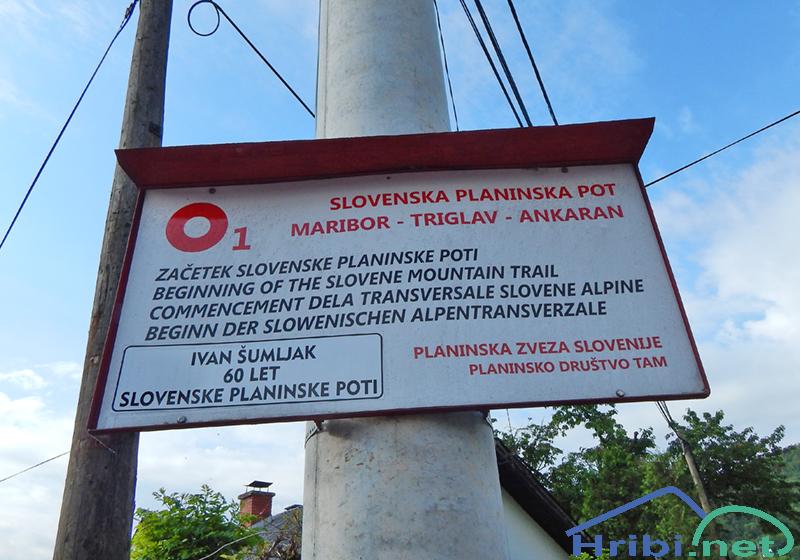 SLOVENSKA PLANINSKA POT
MARIBOR - TRIGLAV - ANKARAN
1
ZAČETEK SLOVENSKE PLANINSKE POTI
BEGINNING OF THE SLOVENE MOUNTAIN TRAIL
COMMENCEMENT DELA TRANSVERSALE SLOVENE ALPINE
BEGINN DER SLOWENISCHEN ALPENTRANSVERZALE
IVAN ŠUMLJAK
60 LET
SLOVENSKE PLANINSKE POTI
PLANINSKA ZVEZA SLOVENIJE
PLANINSKO DRUŠTVO TAM
Hribi.net